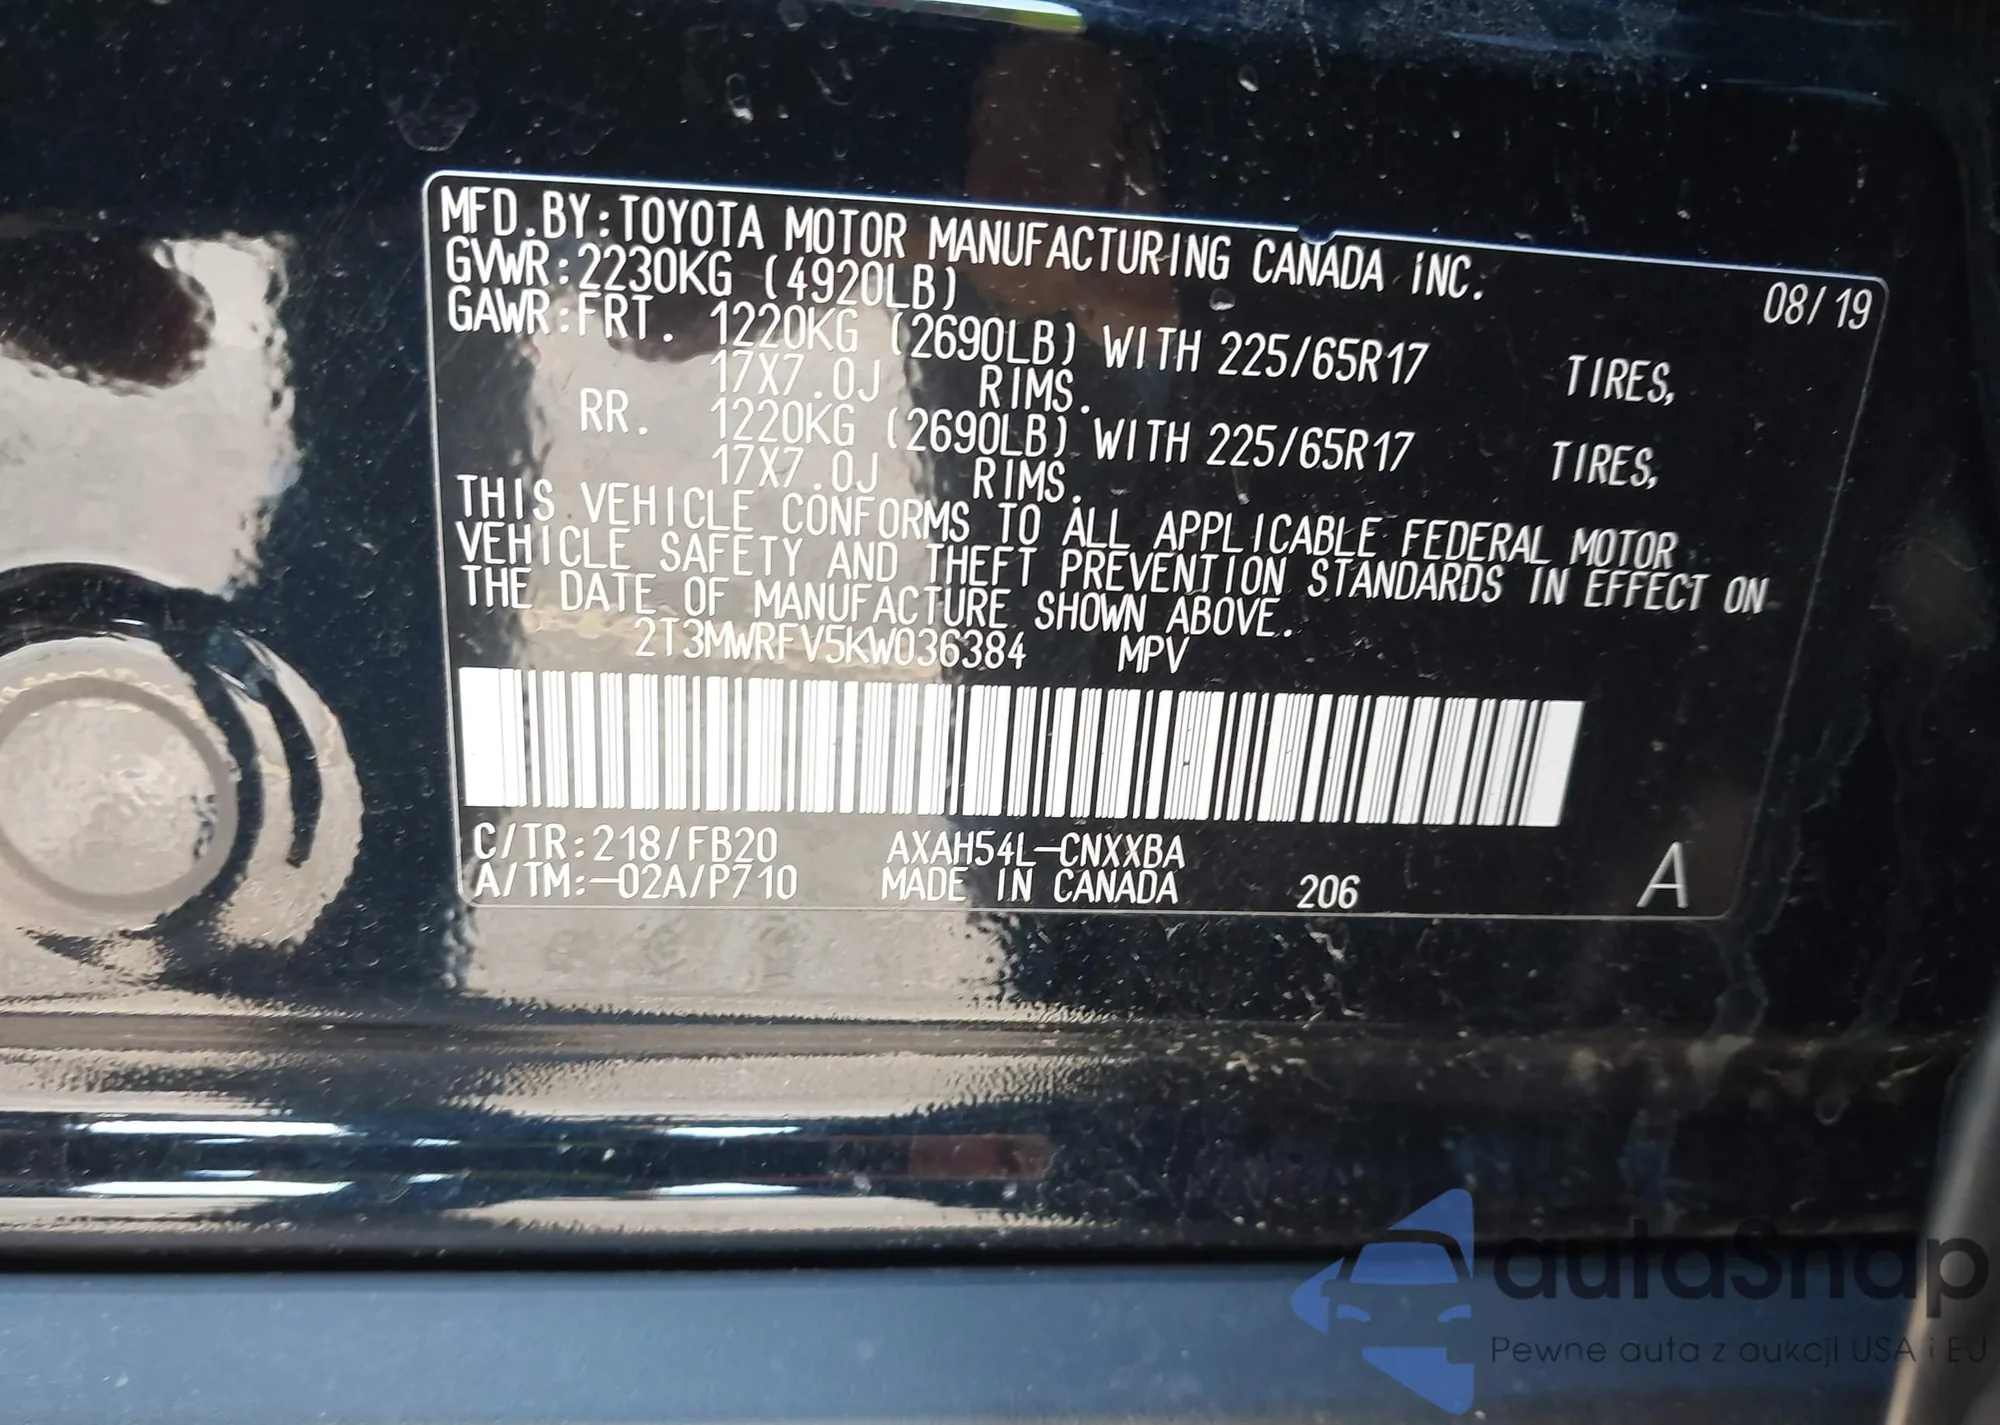 MFD.BY:TOYOTA MOTOR MANUFACTURING CANADA INC. 08/19
GVWR:2230KG (4920LB)
GAWR:FRT. 1220KG (2690LB) WITH 225/65R17 TIRES,
17X7.0J RIMS.
RR. 1220KG (2690LB) WITH 225/65R17 TIRES,
17X7.0J RIMS.
THIS VEHICLE CONFORMS TO ALL APPLICABLE FEDERAL MOTOR
VEHICLE SAFETY AND THEFT PREVENTION STANDARDS IN EFFECT ON
THE DATE OF MANUFACTURE SHOWN ABOVE.
2T3MWRFV5KW036384 MPV
C/TR:218/FB20 AXAH54L-CNXXBA
A/TM:-02A/P710 MADE IN CANADA 206 A
autaSnap
Pewne auta z aukcji USA i EU